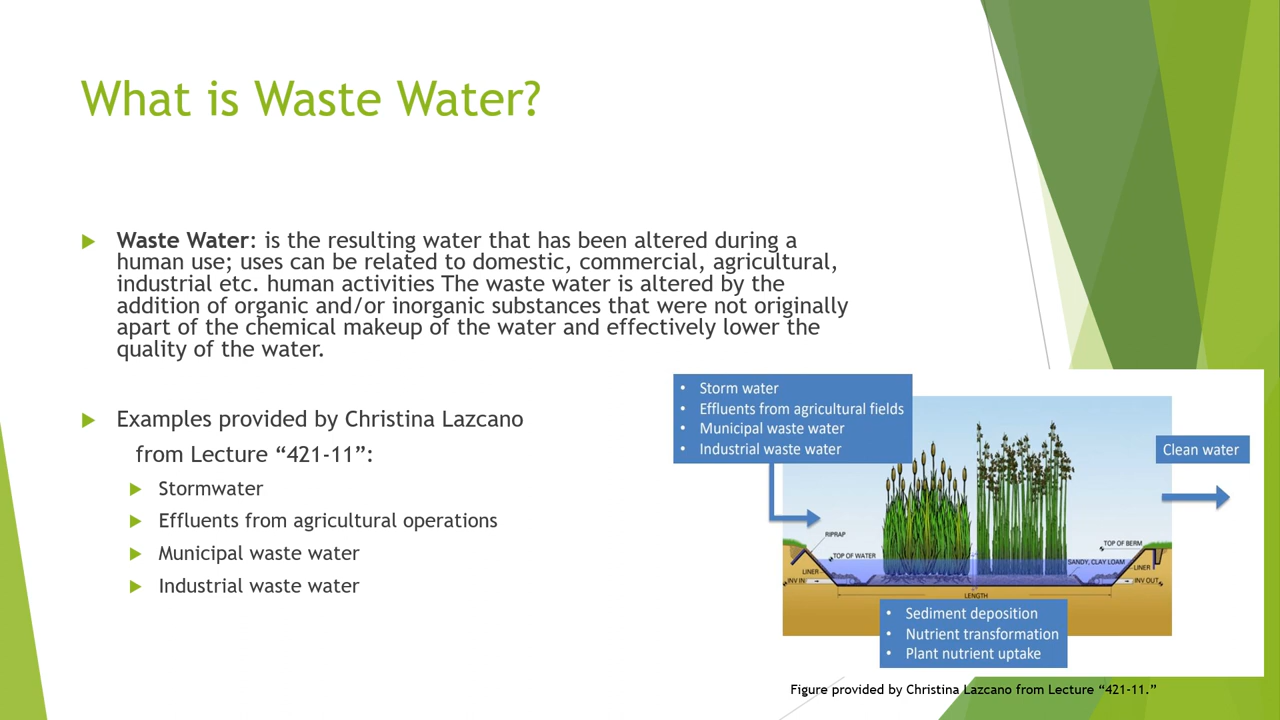 What is Waste Water?
Waste Water: is the resulting water that has been altered during a
human use; uses can be related to domestic, commercial, agricultural,
industrial etc. human activities The waste water is altered by the
addition of organic and/or inorganic substances that were not originally
apart of the chemical makeup of the water and effectively lower the
quality of the water.
Examples provided by Christina Lazcano
from Lecture “421-11”:
Stormwater
Effluents from agricultural operations
Municipal waste water
Industrial waste water
• Storm water
• Effluents from agricultural fields
• Municipal waste water
• Industrial waste water
Clean water
RIPRAP
TOP OF WATER
LINER
INV IN
TOP OF BERM
SANDY, CLAY LOAM
LINER
INV OUT
LENGTH
• Sediment deposition
• Nutrient transformation
• Plant nutrient uptake
Figure provided by Christina Lazcano from Lecture “421-11.”